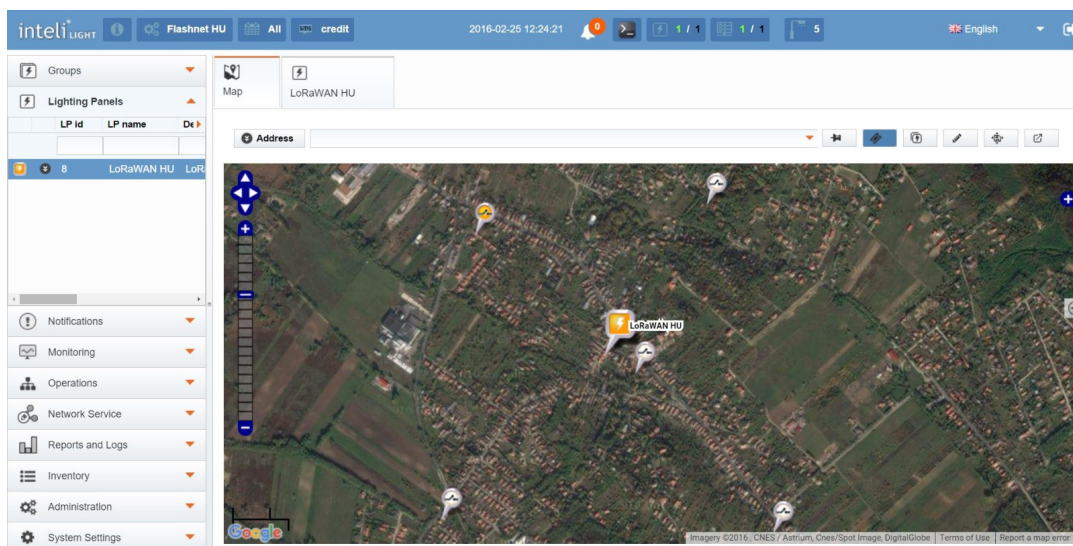 inteliLIGHT Flashnet HU All credit 2016-02-25 12:24:21 0 1 / 1 1 / 1 5 English
Groups
Lighting Panels
LP id LP name De
8 LoRaWAN HU LoR
Notifications
Monitoring
Operations
Network Service
Reports and Logs
Inventory
Administration
System Settings
Map
LoRaWAN HU
Address
LoRaWAN HU
Google
Imagery ©2016, CNES / Astrium, Cnes/Spot Image, DigitalGlobe Terms of Use Report a map error